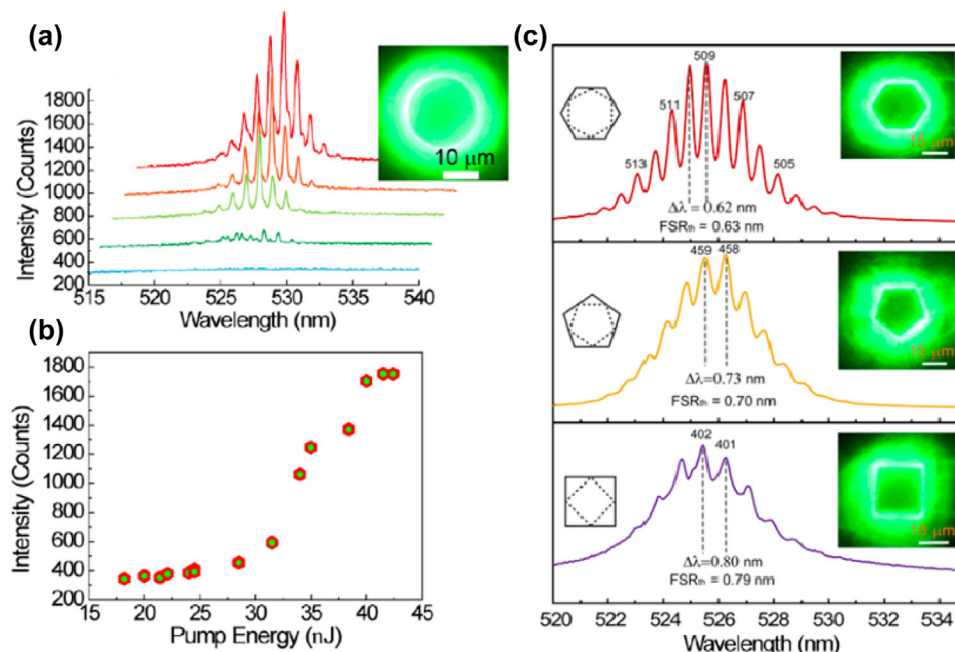 (a)
Intensity (Counts)
1800
1600
1400
1200
1000
800
600
400
200
10 μm
515 520 525 530 535 540
Wavelength (nm)
(b)
Intensity (Counts)
1800
1600
1400
1200
1000
800
600
400
200
15 20 25 30 35 40 45
Pump Energy (nJ)
(c)
509
511
507
513
505
Δλ = 0.62 nm
FSRth = 0.63 nm
15 μm
459 458
Δλ=0.73 nm
FSRth = 0.70 nm
15 μm
402 401
Δλ=0.80 nm
FSRth = 0.79 nm
15 μm
520 522 524 526 528 530 532 534
Wavelength (nm)